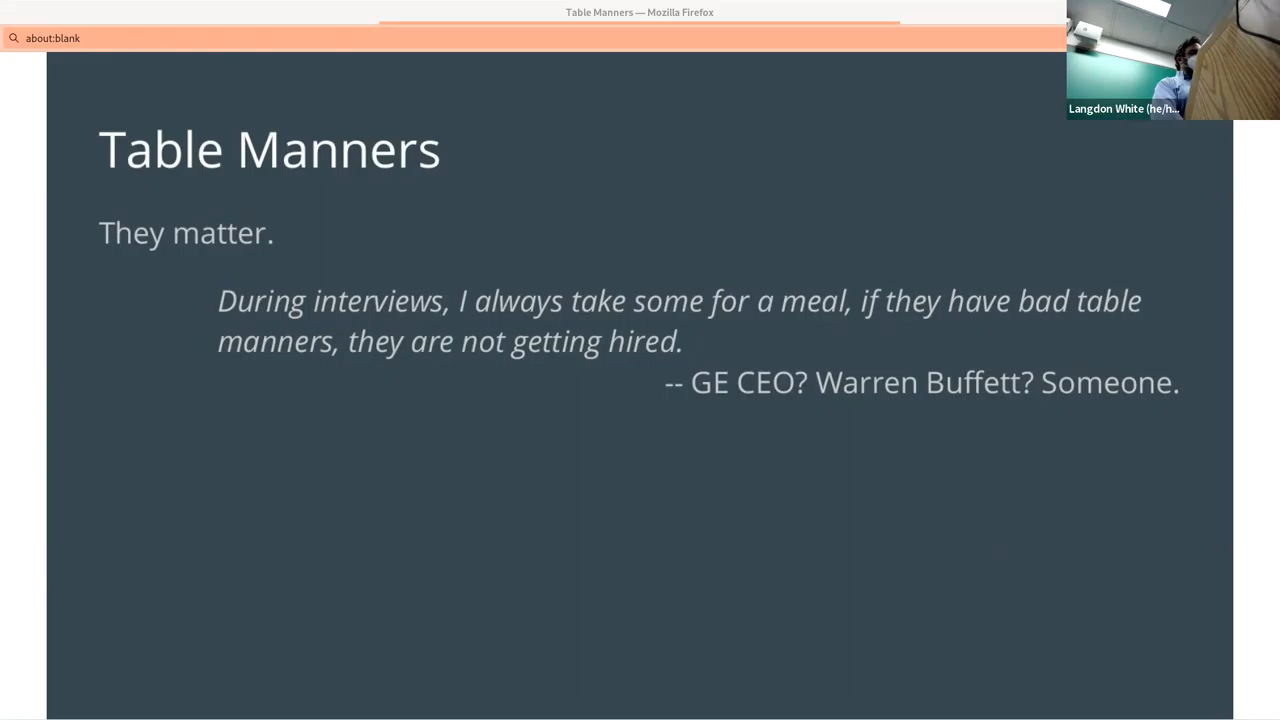 Table Manners — Mozilla Firefox
about:blank
Langdon White (he/h...
Table Manners
They matter.
During interviews, I always take some for a meal, if they have bad table
manners, they are not getting hired.
-- GE CEO? Warren Buffett? Someone.